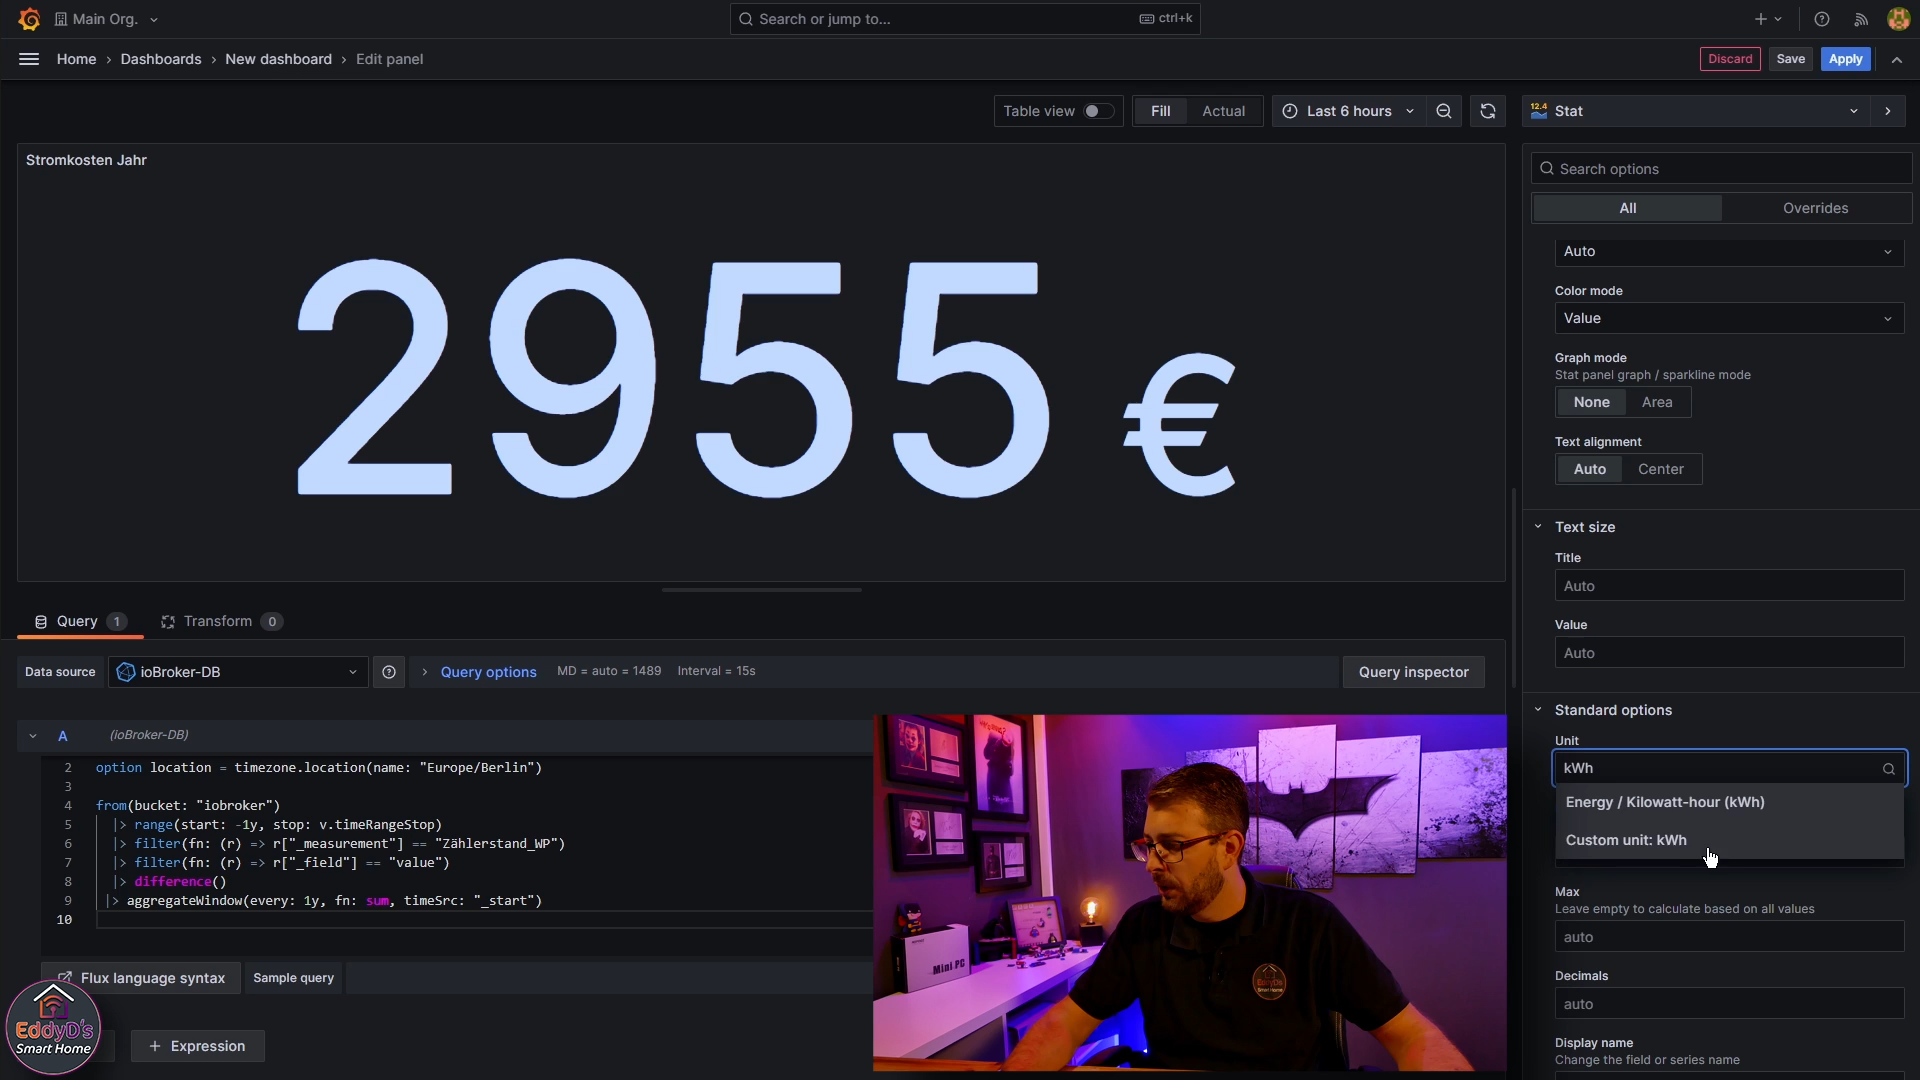 Main Org.
Search or jump to...
ctrl+k
Home › Dashboards › New dashboard › Edit panel
Discard
Save
Apply
Table view
Fill
Actual
Last 6 hours
12.4
Stat
Stromkosten Jahr
2955 €
Search options
All
Overrides
Auto
Color mode
Value
Graph mode
Stat panel graph / sparkline mode
None
Area
Text alignment
Auto
Center
Text size
Title
Auto
Value
Auto
Standard options
Unit
kWh
Energy / Kilowatt-hour (kWh)
Custom unit: kWh
Max
Leave empty to calculate based on all values
auto
Decimals
auto
Display name
Change the field or series name
Query 1
Transform 0
Data source
ioBroker-DB
Query options
MD = auto = 1489
Interval = 15s
Query inspector
A
(ioBroker-DB)
2 option location = timezone.location(name: "Europe/Berlin")
3
4 from(bucket: "iobroker")
5 |> range(start: -1y, stop: v.timeRangeStop)
6 |> filter(fn: (r) => r["_measurement"] == "Zählerstand_WP")
7 |> filter(fn: (r) => r["_field"] == "value")
8 |> difference()
9 |> aggregateWindow(every: 1y, fn: sum, timeSrc: "_start")
10
Flux language syntax
Sample query
+ Expression
EddyD's
Smart Home
Mini PC
EddyD's
Smart Home